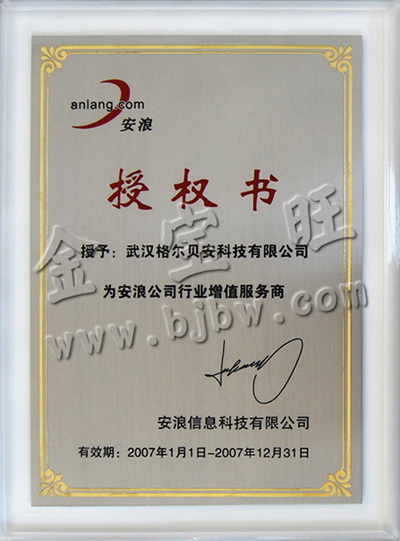 anlang.com
安浪
授权书
授予：武汉格尔贝安科技有限公司
为安浪公司行业增值服务商
金宝旺
www.bjbw.com
安浪信息科技有限公司
有效期：2007年1月1日-2007年12月31日